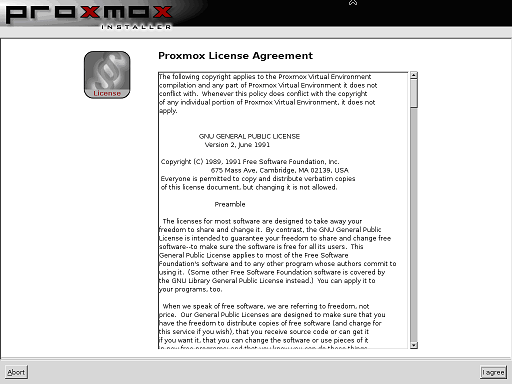 PROXMOX
INSTALLER
License
Proxmox License Agreement
The following copyright applies to the Proxmox Virtual Environment
compilation and any part of Proxmox Virtual Environment it does not
conflict with. Whenever this policy does conflict with the copyright
of any individual portion of Proxmox Virtual Environment, it does not
apply.
GNU GENERAL PUBLIC LICENSE
Version 2, June 1991
Copyright (C) 1989, 1991 Free Software Foundation, Inc.
675 Mass Ave, Cambridge, MA 02139, USA
Everyone is permitted to copy and distribute verbatim copies
of this license document, but changing it is not allowed.
Preamble
The licenses for most software are designed to take away your
freedom to share and change it. By contrast, the GNU General Public
License is intended to guarantee your freedom to share and change free
software--to make sure the software is free for all its users. This
General Public License applies to most of the Free Software
Foundation's software and to any other program whose authors commit to
using it. (Some other Free Software Foundation software is covered by
the GNU Library General Public License instead.) You can apply it to
your programs, too.
When we speak of free software, we are referring to freedom, not
price. Our General Public Licenses are designed to make sure that you
have the freedom to distribute copies of free software (and charge for
this service if you wish), that you receive source code or can get it
if you want it, that you can change the software or use pieces of it
in new free programs; and that you know you can do these things.
Abort
I agree